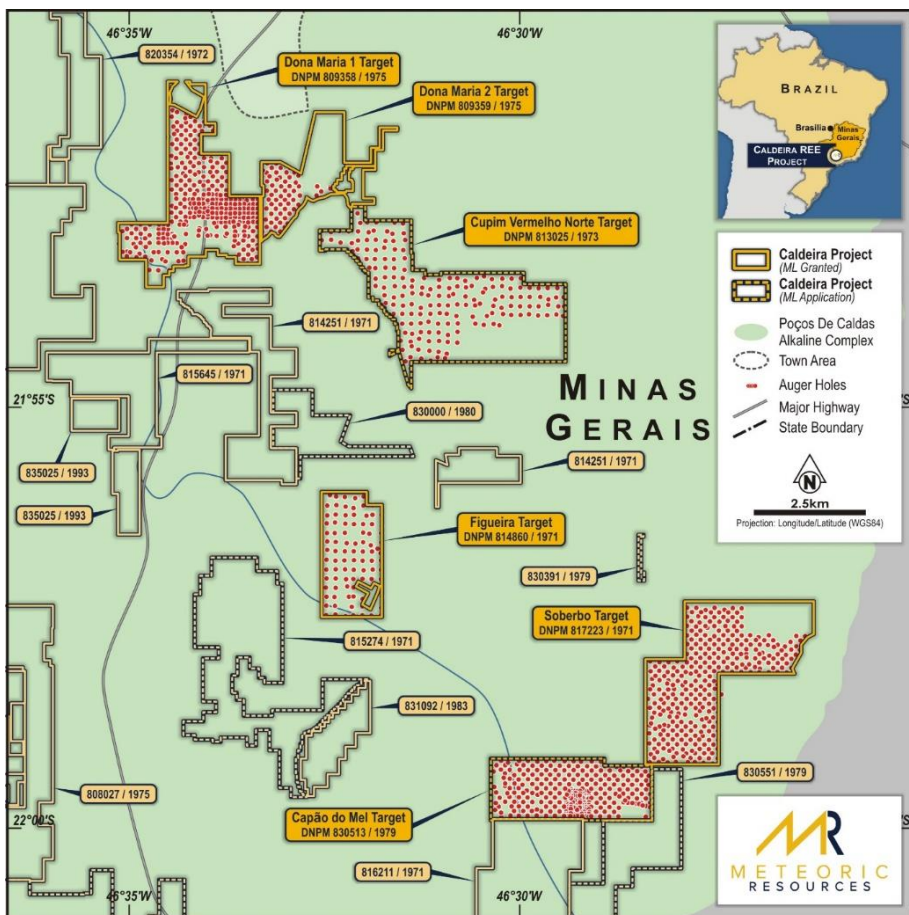 46°35'W
46°30'W
820354 / 1972
Dona Maria 1 Target
DNPM 809358 / 1975
Dona Maria 2 Target
DNPM 809359 / 1975
Cupim Vermelho Norte Target
DNPM 813025 / 1973
814251 / 1971
815645 / 1971
21°55'S
830000 / 1980
MINAS
GERAIS
835025 / 1993
814251 / 1971
835025 / 1993
Figueira Target
DNPM 814860 / 1971
830391 / 1979
Soberbo Target
DNPM 817223 / 1971
815274 / 1971
831092 / 1983
830551 / 1979
808027 / 1975
Capão do Mel Target
DNPM 830513 / 1979
22°00'S
816211 / 1971
46°35'W
46°30'W
BRAZIL
Brasília
Minas
Gerais
CALDEIRA REE
PROJECT
Caldeira Project
(ML Granted)
Caldeira Project
(ML Application)
Poços De Caldas
Alkaline Complex
Town Area
Auger Holes
Major Highway
State Boundary
N
2.5km
Projection: Longitude/Latitude (WGS84)
MR
METEORIC
RESOURCES